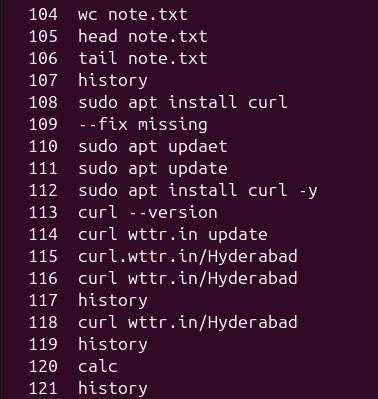 104 wc note.txt
105 head note.txt
106 tail note.txt
107 history
108 sudo apt install curl
109 --fix missing
110 sudo apt updaet
111 sudo apt update
112 sudo apt install curl -y
113 curl --version
114 curl wttr.in update
115 curl.wttr.in/Hyderabad
116 curl wttr.in/Hyderabad
117 history
118 curl wttr.in/Hyderabad
119 history
120 calc
121 history